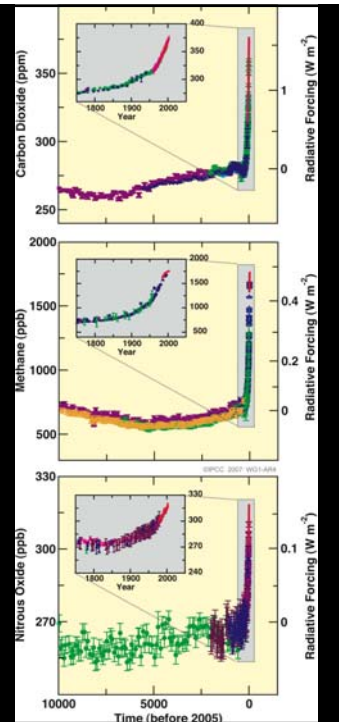 400
350
300
Carbon Dioxide (ppm)
300
250
1800 1900 2000
Year
1
0
Radiative Forcing (W m⁻²)
2000
1500
1000
500
Methane (ppb)
2000
1500
1000
500
1800 1900 2000
Year
0.4
0.2
0
Radiative Forcing (W m⁻²)
©IPCC 2007 WG1-AR4
330
300
270
Nitrous Oxide (ppb)
330
300
270
240
1800 1900 2000
Year
0.1
0
Radiative Forcing (W m⁻²)
10000 5000 0
Time (before 2005)